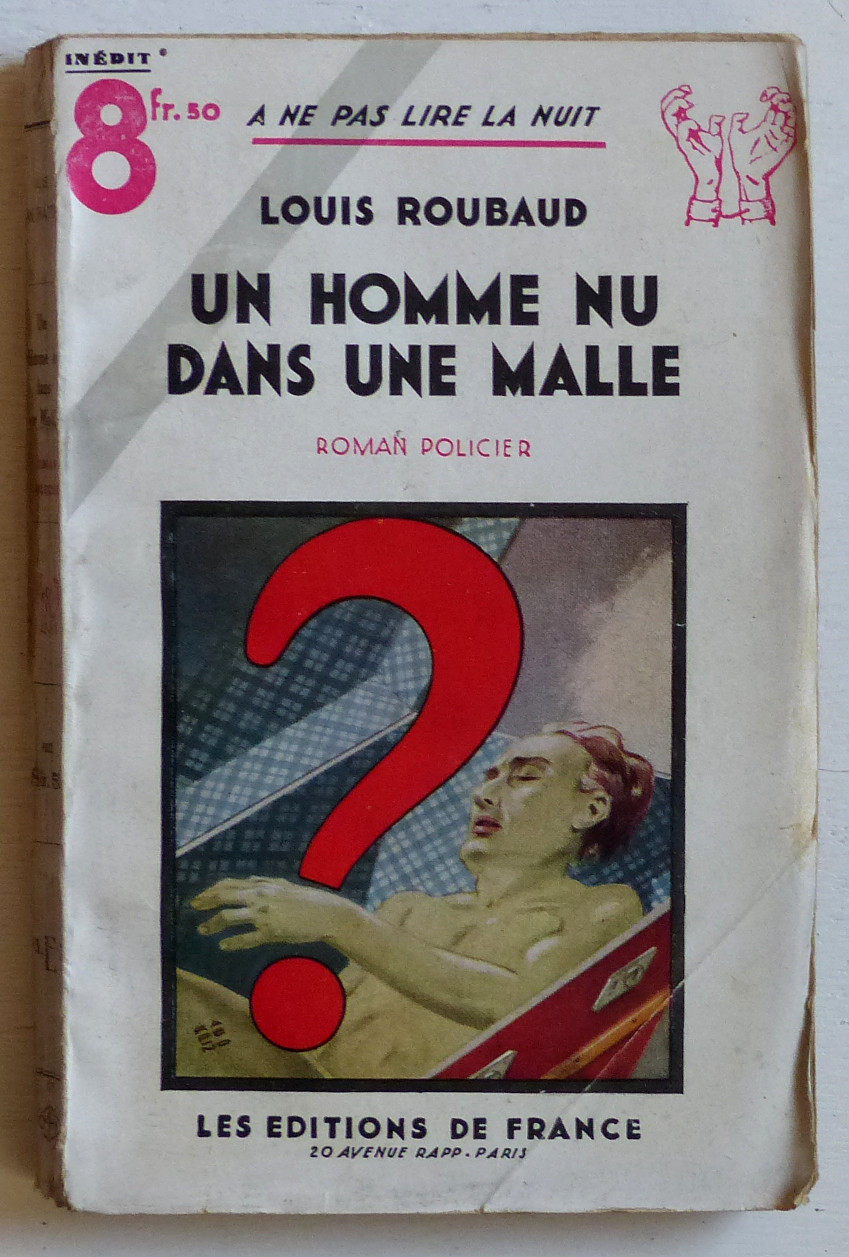 INÉDIT
8 fr. 50
A NE PAS LIRE LA NUIT
LOUIS ROUBAUD
UN HOMME NU
DANS UNE MALLE
ROMAN POLICIER
?
LES EDITIONS DE FRANCE
20 AVENUE RAPP - PARIS